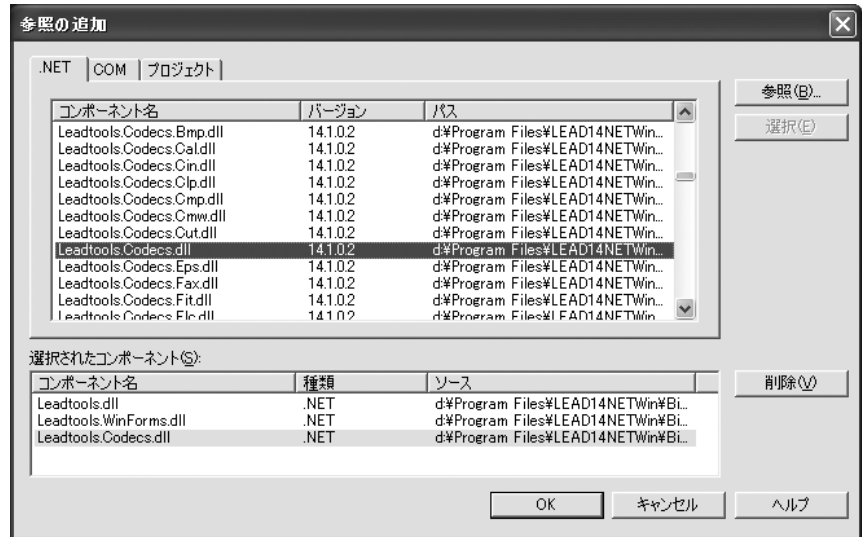 参照の追加
.NET COM プロジェクト
参照(B)...
選択(E)
コンポーネント名 バージョン パス
Leadtools.Codecs.Bmp.dll 14.1.0.2 d:¥Program Files¥LEAD14NETWin...
Leadtools.Codecs.Cal.dll 14.1.0.2 d:¥Program Files¥LEAD14NETWin...
Leadtools.Codecs.Cin.dll 14.1.0.2 d:¥Program Files¥LEAD14NETWin...
Leadtools.Codecs.Clp.dll 14.1.0.2 d:¥Program Files¥LEAD14NETWin...
Leadtools.Codecs.Cmp.dll 14.1.0.2 d:¥Program Files¥LEAD14NETWin...
Leadtools.Codecs.Cmw.dll 14.1.0.2 d:¥Program Files¥LEAD14NETWin...
Leadtools.Codecs.Cut.dll 14.1.0.2 d:¥Program Files¥LEAD14NETWin...
Leadtools.Codecs.dll 14.1.0.2 d:¥Program Files¥LEAD14NETWin...
Leadtools.Codecs.Eps.dll 14.1.0.2 d:¥Program Files¥LEAD14NETWin...
Leadtools.Codecs.Fax.dll 14.1.0.2 d:¥Program Files¥LEAD14NETWin...
Leadtools.Codecs.Fit.dll 14.1.0.2 d:¥Program Files¥LEAD14NETWin...
Leadtools.Codecs.Flc.dll 14.1.0.2 d:¥Program Files¥LEAD14NETWin...
選択されたコンポーネント(S):
コンポーネント名 種類 ソース
Leadtools.dll .NET d:¥Program Files¥LEAD14NETWin¥Bi...
Leadtools.WinForms.dll .NET d:¥Program Files¥LEAD14NETWin¥Bi...
Leadtools.Codecs.dll .NET d:¥Program Files¥LEAD14NETWin¥Bi...
削除(V)
OK キャンセル ヘルプ